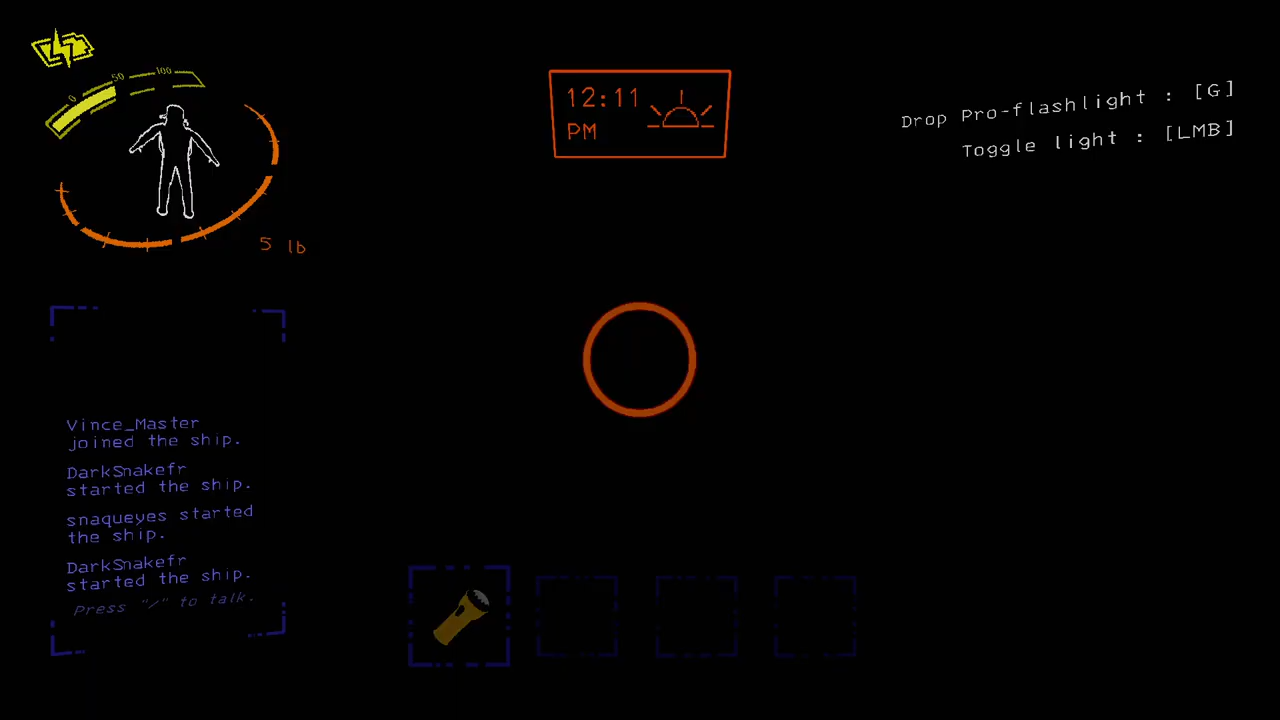 0 50 100
12:11
PM
Drop Pro-flashlight : [G]
Toggle light : [LMB]
5 lb
Vince_Master
joined the ship.
DarkSnakefr
started the ship.
snaqueyes started
the ship.
DarkSnakefr
started the ship.
Press "/" to talk.